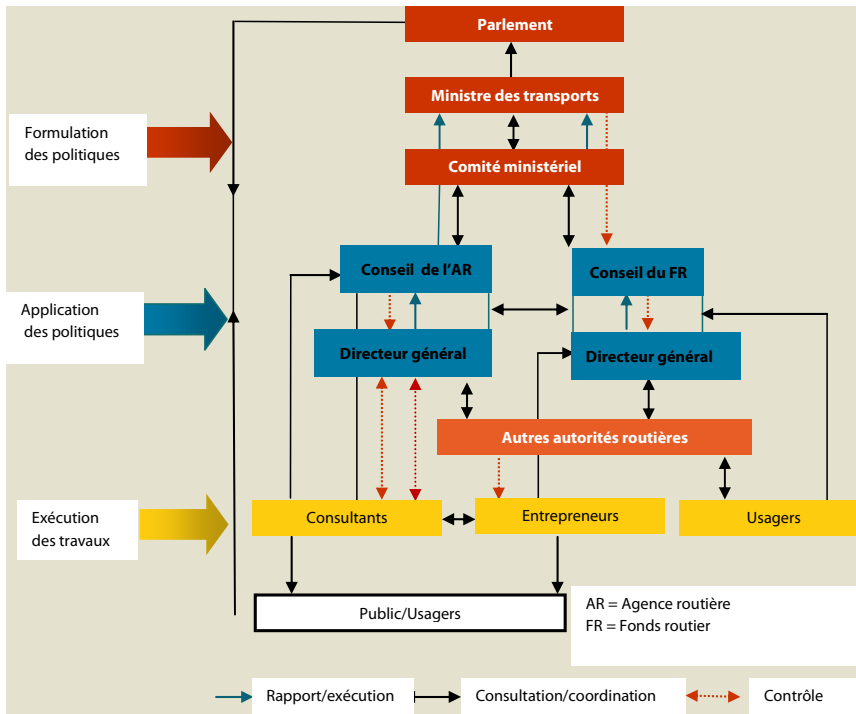 Parlement
Ministre des transports
Formulation
des politiques
Comité ministériel
Conseil de l'AR
Conseil du FR
Application
des politiques
Directeur général
Directeur général
Autres autorités routières
Exécution
des travaux
Consultants
Entrepreneurs
Usagers
Public/Usagers
AR = Agence routière
FR = Fonds routier
Rapport/exécution
Consultation/coordination
Contrôle